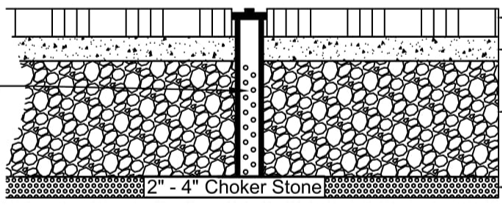 2" - 4" Choker Stone